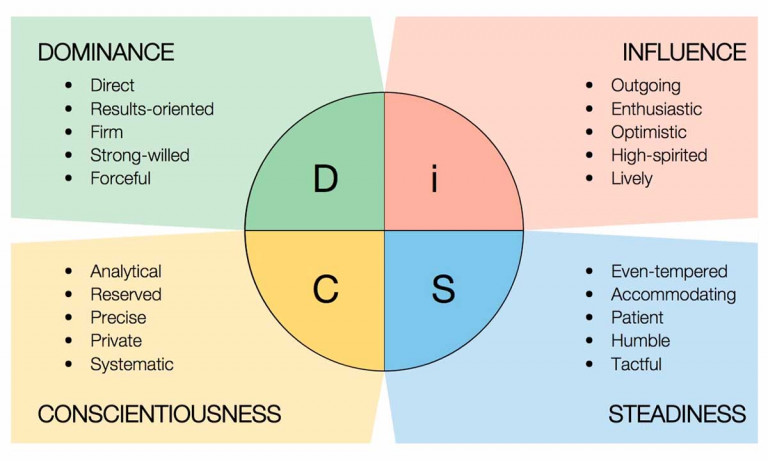 DOMINANCE
Direct
Results-oriented
Firm
Strong-willed
Forceful
INFLUENCE
Outgoing
Enthusiastic
Optimistic
High-spirited
Lively
D
i
C
S
Analytical
Reserved
Precise
Private
Systematic
CONSCIENTIOUSNESS
Even-tempered
Accommodating
Patient
Humble
Tactful
STEADINESS